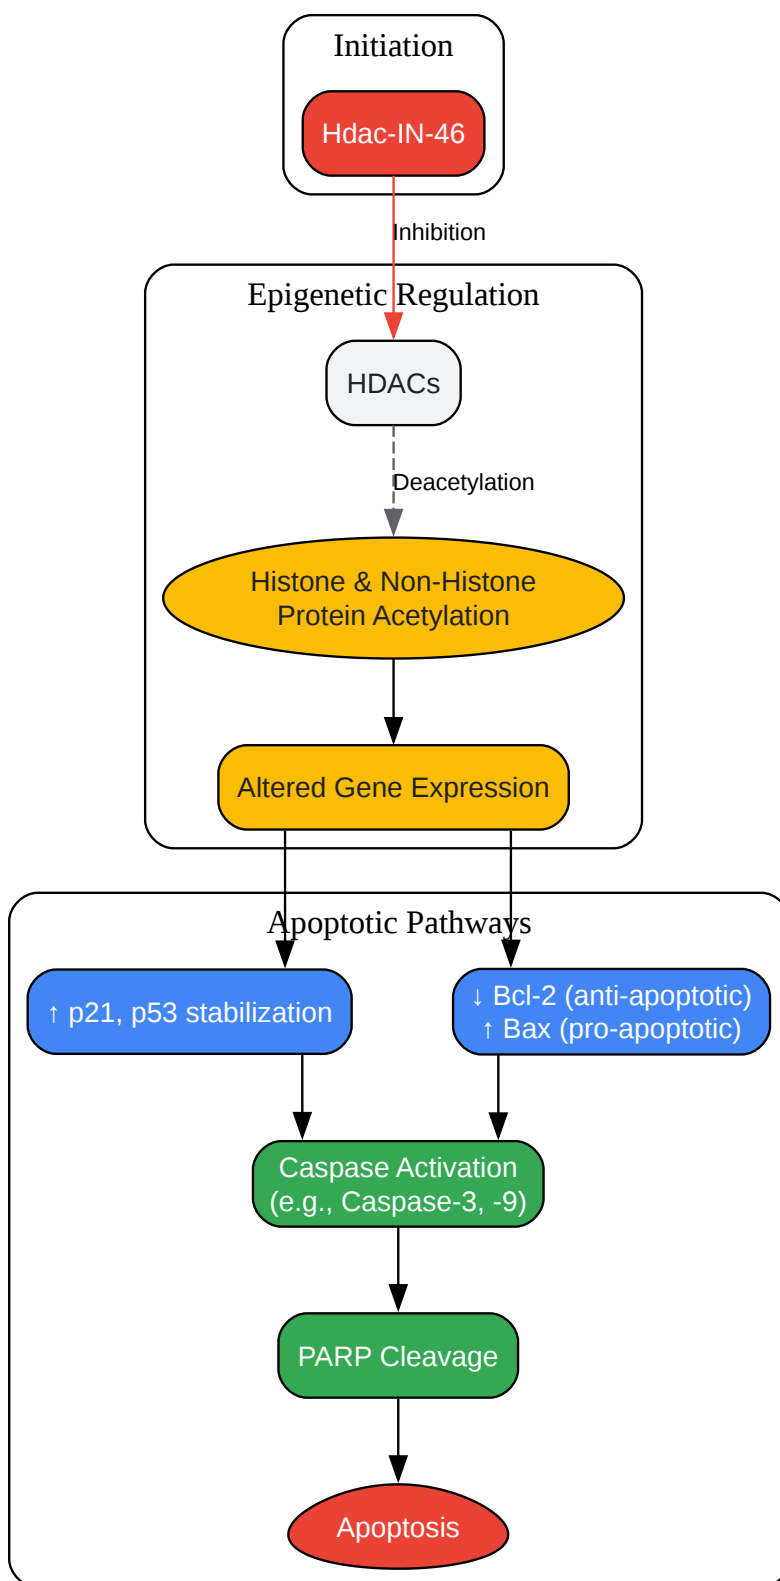 Initiation
Hdac-IN-46
Inhibition
Epigenetic Regulation
HDACs
Deacetylation
Histone & Non-Histone
Protein Acetylation
Altered Gene Expression
Apoptotic Pathways
↑ p21, p53 stabilization
↓ Bcl-2 (anti-apoptotic)
↑ Bax (pro-apoptotic)
Caspase Activation
(e.g., Caspase-3, -9)
PARP Cleavage
Apoptosis